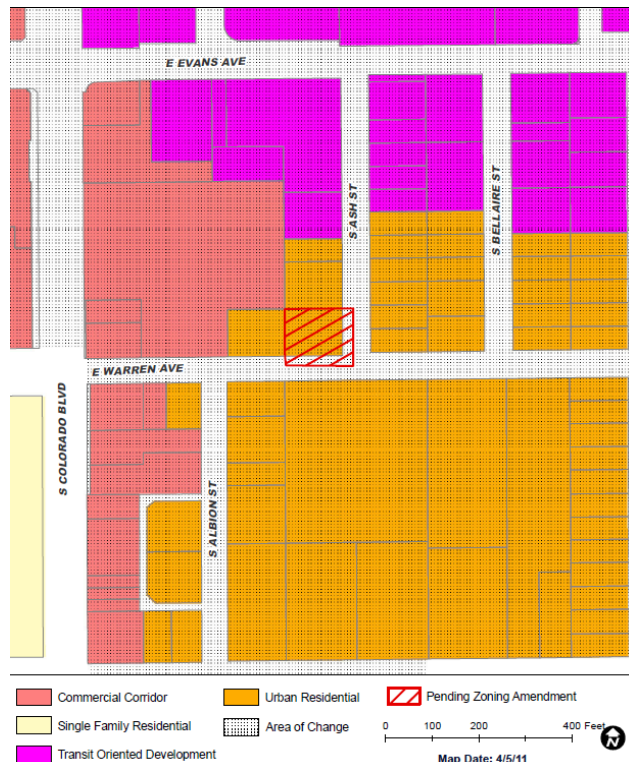 E EVANS AVE
S ASH ST
S BELLAIRE ST
E WARREN AVE
S COLORADO BLVD
S ALBION ST
Commercial Corridor
Urban Residential
Pending Zoning Amendment
Single Family Residential
Area of Change
0 100 200 400 Feet
Transit Oriented Development
N
Map Date: 4/5/11